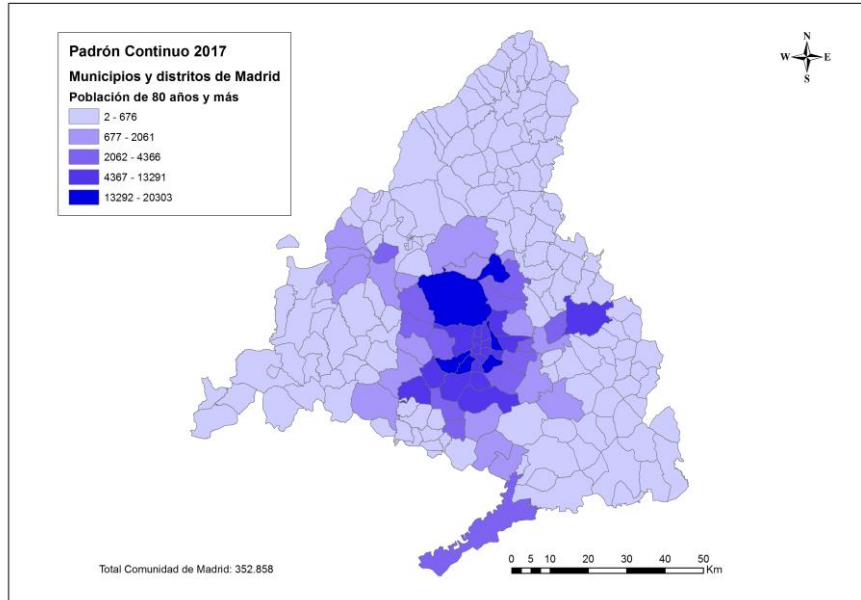 Padrón Continuo 2017
Municipios y distritos de Madrid
Población de 80 años y más
2 - 676
677 - 2061
2062 - 4366
4367 - 13291
13292 - 20303
N
W E
S
Total Comunidad de Madrid: 352.858
0 5 10 20 30 40 50
Km